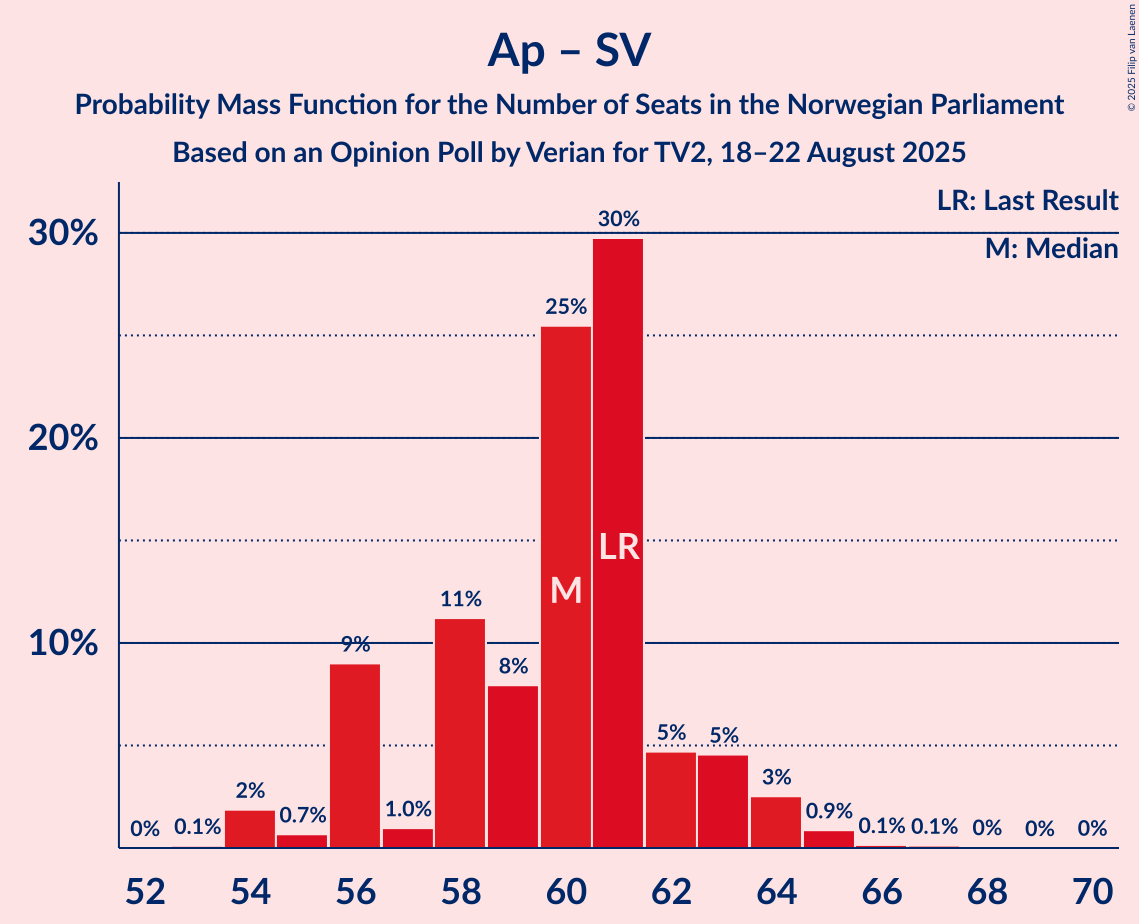 Ap – SV
Probability Mass Function for the Number of Seats in the Norwegian Parliament
Based on an Opinion Poll by Verian for TV2, 18–22 August 2025
© 2025 Filip van Laenen
LR: Last Result
M: Median
30%
20%
10%
0% 0.1% 2% 0.7% 9% 1.0% 11% 8% 25% 30% 5% 5% 3% 0.9% 0.1% 0.1% 0% 0% 0%
M LR
52 54 56 58 60 62 64 66 68 70